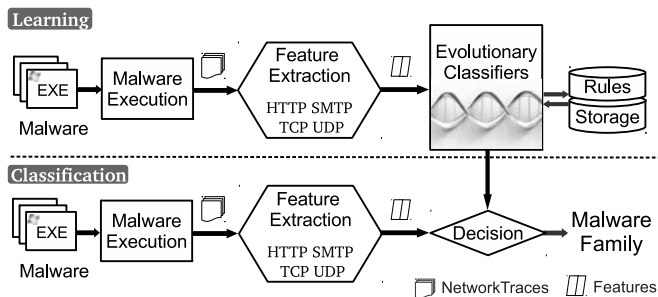 Learning
EXE
Malware
Malware
Execution
Feature
Extraction
HTTP SMTP
TCP UDP
Evolutionary
Classifiers
Rules
Storage
Classification
EXE
Malware
Malware
Execution
Feature
Extraction
HTTP SMTP
TCP UDP
Decision
Malware
Family
NetworkTraces
Features